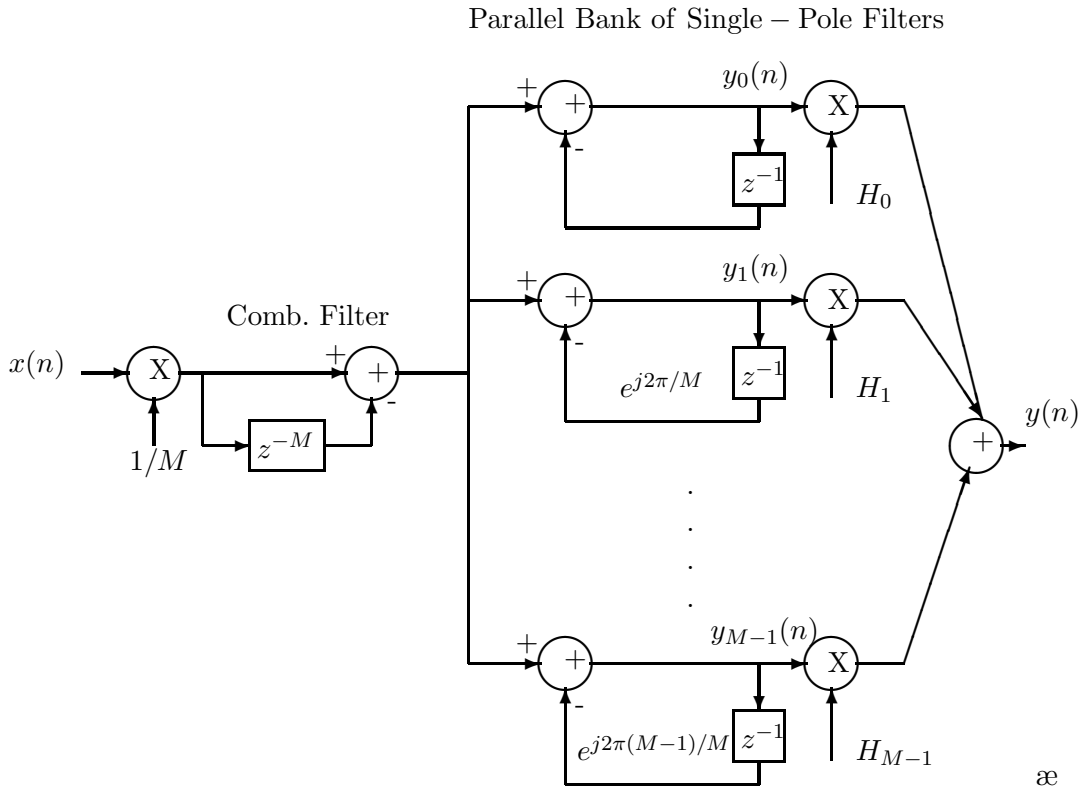 Parallel Bank of Single – Pole Filters
+ + y₀(n) X
- z⁻¹ H₀
+ + y₁(n) X
- e^{j2π/M} z⁻¹ H₁
Comb. Filter
x(n) X + +
- z^{-M}
1/M
+ y(n)
.
.
.
.
+ + y_{M−1}(n) X
- e^{j2π(M−1)/M} z⁻¹ H_{M−1}
æ